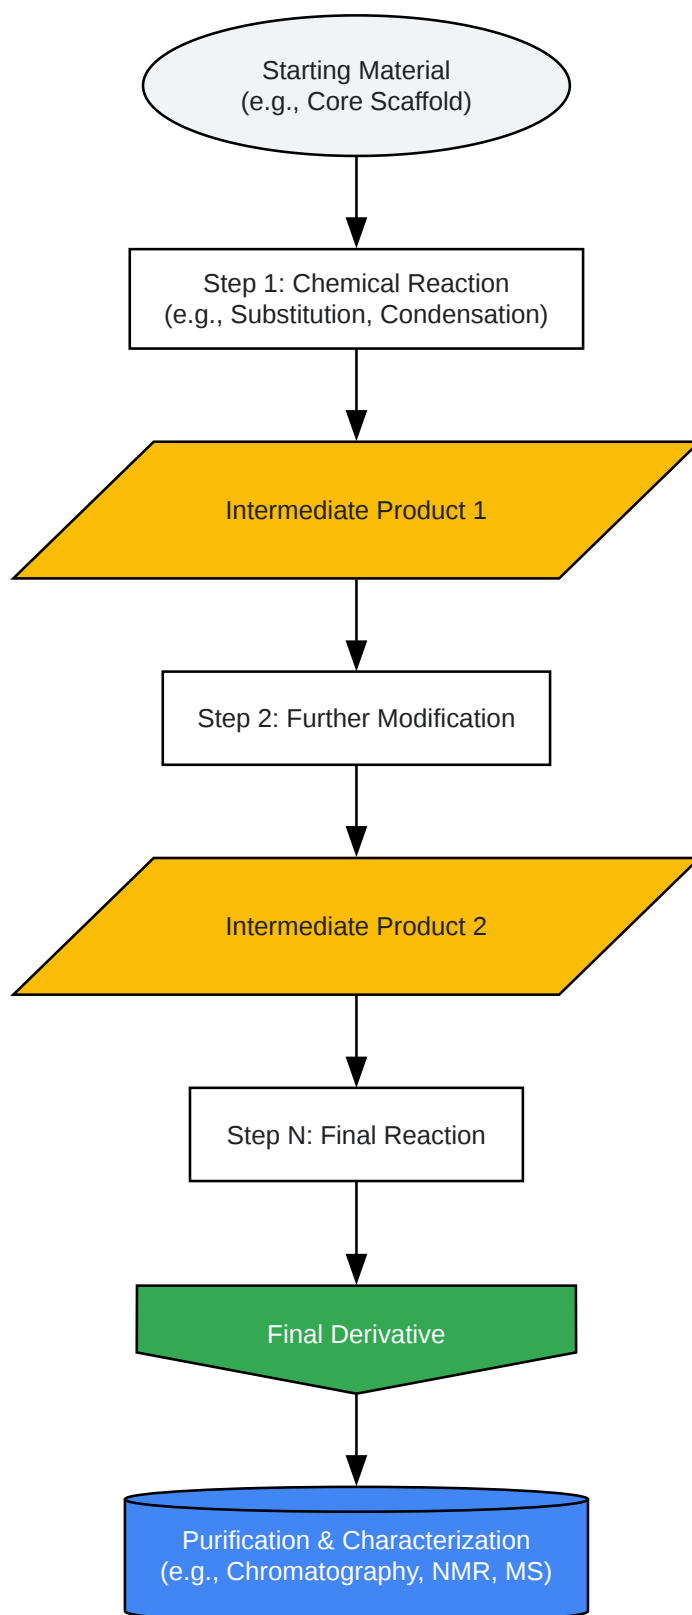 Starting Material
(e.g., Core Scaffold)
Step 1: Chemical Reaction
(e.g., Substitution, Condensation)
Intermediate Product 1
Step 2: Further Modification
Intermediate Product 2
Step N: Final Reaction
Final Derivative
Purification & Characterization
(e.g., Chromatography, NMR, MS)